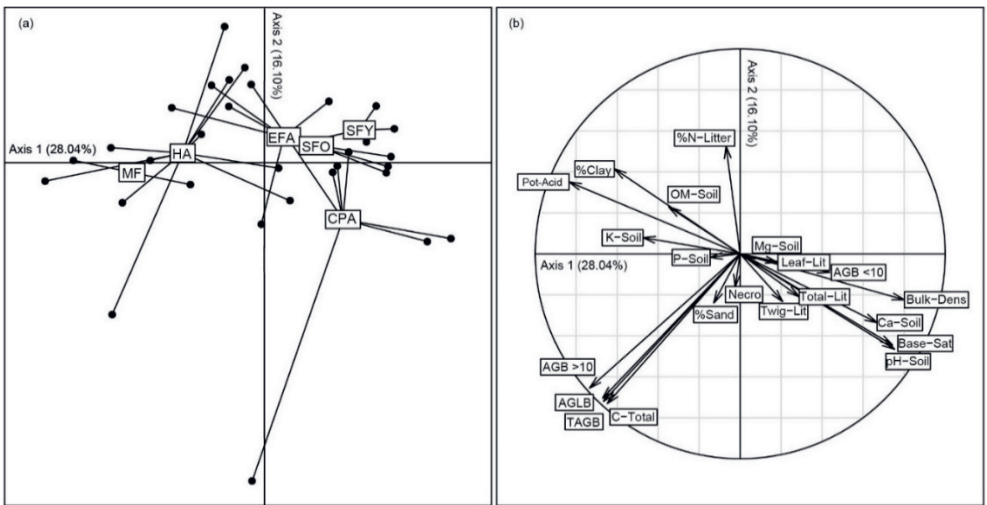 (a)
Axis 2 (16.10%)
Axis 1 (28.04%)
EFA
SFY
SFO
HA
MF
CPA
(b)
Axis 2 (16.10%)
%N−Litter
%Clay
Pot-Acid
OM−Soil
K−Soil
Mg−Soil
P−Soil
Leaf−Lit
Axis 1 (28.04%)
AGB <10
Necro
Total−Lit
Bulk−Dens
%Sand
Twig−Lit
Ca−Soil
Base−Sat
pH−Soil
AGB >10
AGLB
C−Total
TAGB